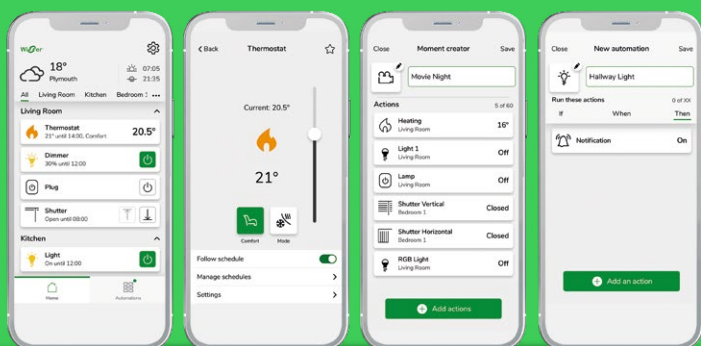 Wiser
18°
Plymouth
07:05
21:35
All Living Room Kitchen Bedroom
Living Room
Thermostat
21° until 14:00, Comfort
20.5°
Dimmer
30% until 12:00
Plug
Shutter
Open until 08:00
Kitchen
Light
On until 12:00
Home
Automations
Back
Thermostat
Current: 20.5°
21°
Comfort
Mode
Follow schedule
Manage schedules
Settings
Close
Moment creator
Save
Movie Night
Actions
5 of 60
Heating
Living Room
16°
Light 1
Living Room
Off
Lamp
Living Room
Off
Shutter Vertical
Bedroom 1
Closed
Shutter Horizontal
Bedroom 1
Closed
RGB Light
Living Room
Off
Add actions
Close
New automation
Save
Hallway Light
Run these actions
0 of XX
If
When
Then
Notification
On
Add an action